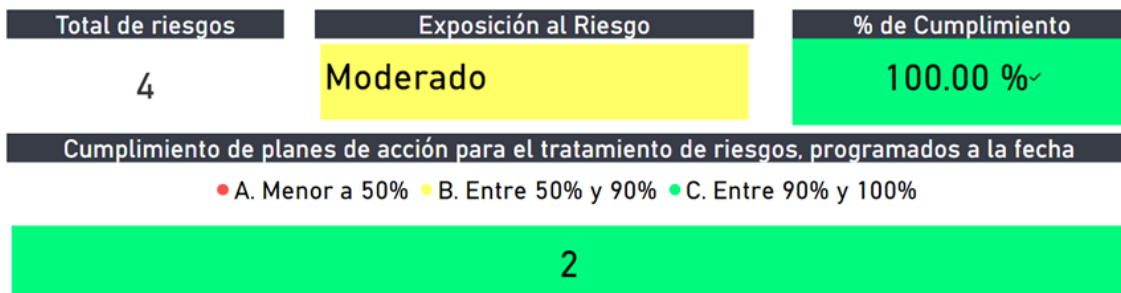 Total de riesgos
Exposición al Riesgo
% de Cumplimiento
4
Moderado
100.00 %✓
Cumplimiento de planes de acción para el tratamiento de riesgos, programados a la fecha
A. Menor a 50% B. Entre 50% y 90% C. Entre 90% y 100%
2